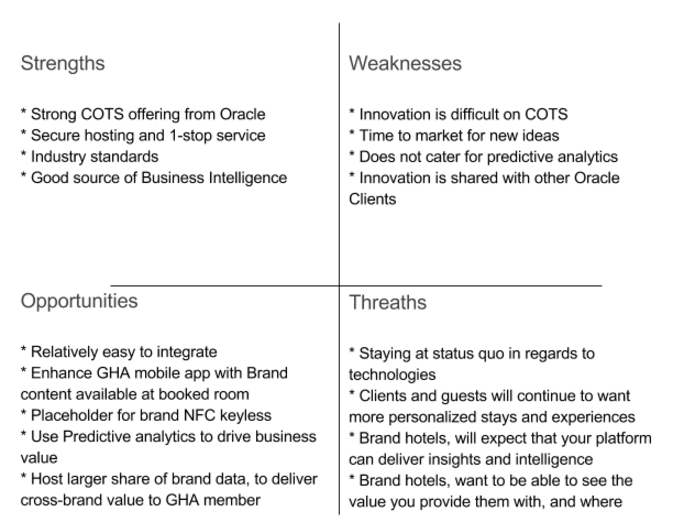 Strengths
* Strong COTS offering from Oracle
* Secure hosting and 1-stop service
* Industry standards
* Good source of Business Intelligence
Weaknesses
* Innovation is difficult on COTS
* Time to market for new ideas
* Does not cater for predictive analytics
* Innovation is shared with other Oracle
Clients
Opportunities
* Relatively easy to integrate
* Enhance GHA mobile app with Brand
content available at booked room
* Placeholder for brand NFC keyless
* Use Predictive analytics to drive business
value
* Host larger share of brand data, to deliver
cross-brand value to GHA member
Threaths
* Staying at status quo in regards to
technologies
* Clients and guests will continue to want
more personalized stays and experiences
* Brand hotels, will expect that your platform
can deliver insights and intelligence
* Brand hotels, want to be able to see the
value you provide them with, and where